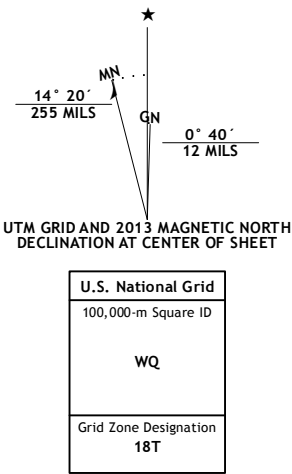 ★
MN
14° 20´
255 MILS
GN
0° 40´
12 MILS
UTM GRID AND 2013 MAGNETIC NORTH
DECLINATION AT CENTER OF SHEET
U.S. National Grid
100,000-m Square ID
WQ
Grid Zone Designation
18T